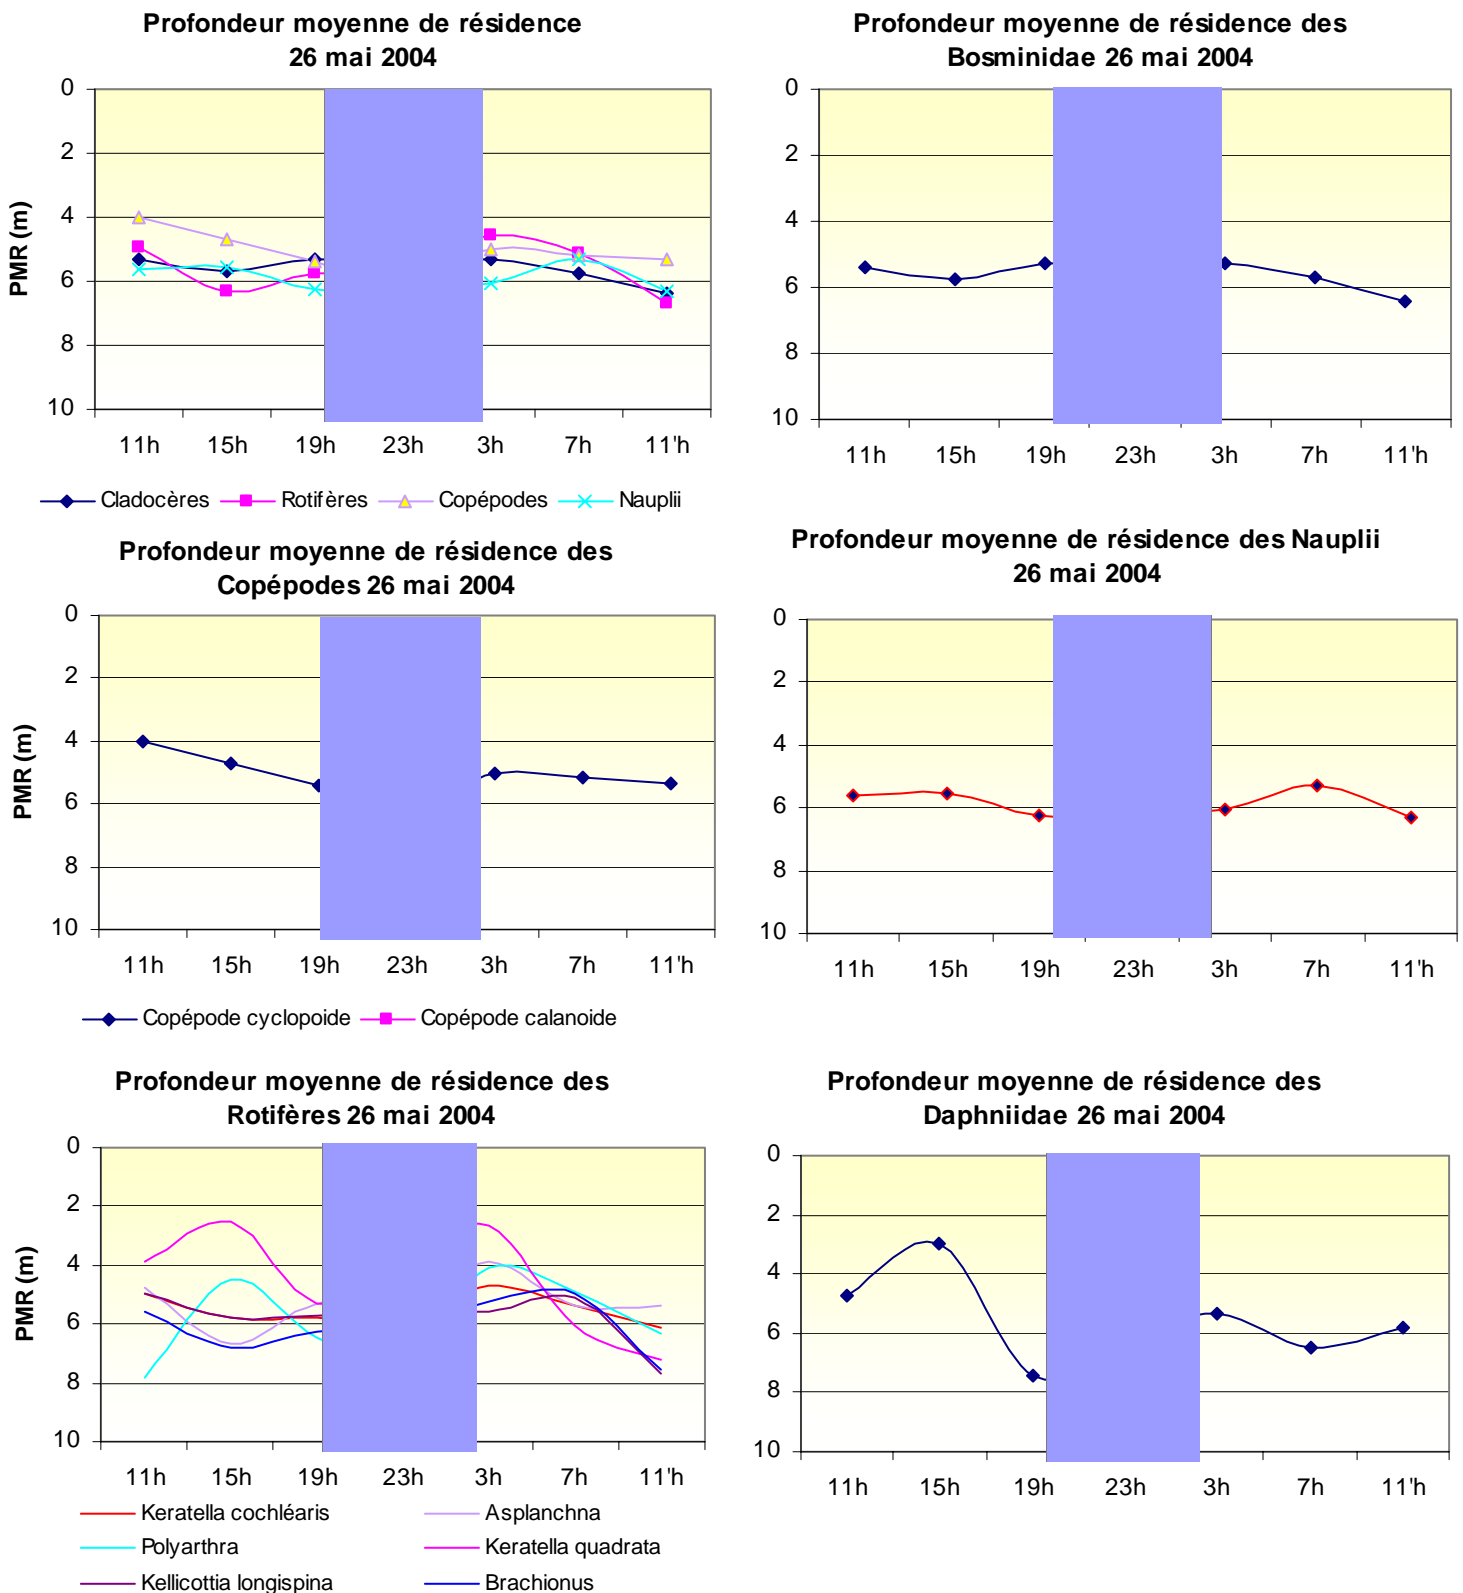 Profondeur moyenne de résidence
26 mai 2004
0
2
4
6
8
10
PMR (m)
11h 15h 19h 23h 3h 7h 11'h
Cladocères Rotifères Copépodes Nauplii
Profondeur moyenne de résidence des
Bosminidae 26 mai 2004
0
2
4
6
8
10
11h 15h 19h 23h 3h 7h 11'h
Profondeur moyenne de résidence des
Copépodes 26 mai 2004
0
2
4
6
8
10
PMR (m)
11h 15h 19h 23h 3h 7h 11'h
Copépode cyclopoide Copépode calanoide
Profondeur moyenne de résidence des Nauplii
26 mai 2004
0
2
4
6
8
10
11h 15h 19h 23h 3h 7h 11'h
Profondeur moyenne de résidence des
Rotifères 26 mai 2004
0
2
4
6
8
10
PMR (m)
11h 15h 19h 23h 3h 7h 11'h
Keratella cochléaris Asplanchna
Polyarthra Keratella quadrata
Kellicottia longispina Brachionus
Profondeur moyenne de résidence des
Daphniidae 26 mai 2004
0
2
4
6
8
10
11h 15h 19h 23h 3h 7h 11'h